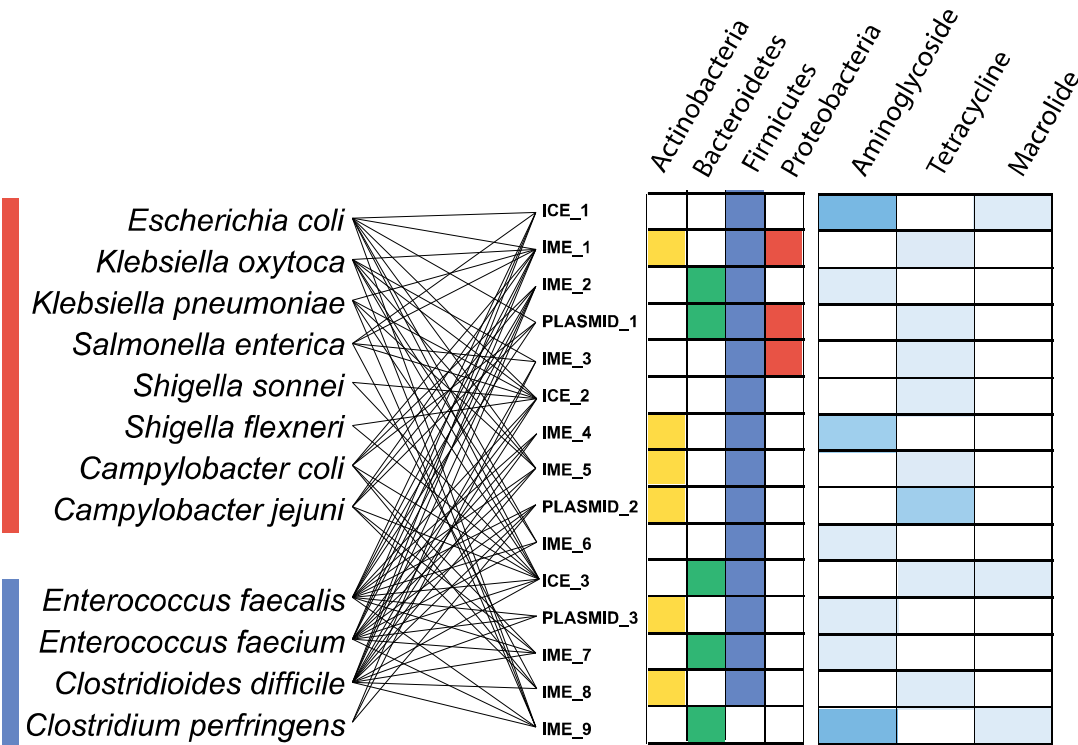 Actinobacteria
Bacteroidetes
Firmicutes
Proteobacteria
Aminoglycoside
Tetracycline
Macrolide
Escherichia coli
Klebsiella oxytoca
Klebsiella pneumoniae
Salmonella enterica
Shigella sonnei
Shigella flexneri
Campylobacter coli
Campylobacter jejuni
Enterococcus faecalis
Enterococcus faecium
Clostridioides difficile
Clostridium perfringens
ICE_1
IME_1
IME_2
PLASMID_1
IME_3
ICE_2
IME_4
IME_5
PLASMID_2
IME_6
ICE_3
PLASMID_3
IME_7
IME_8
IME_9